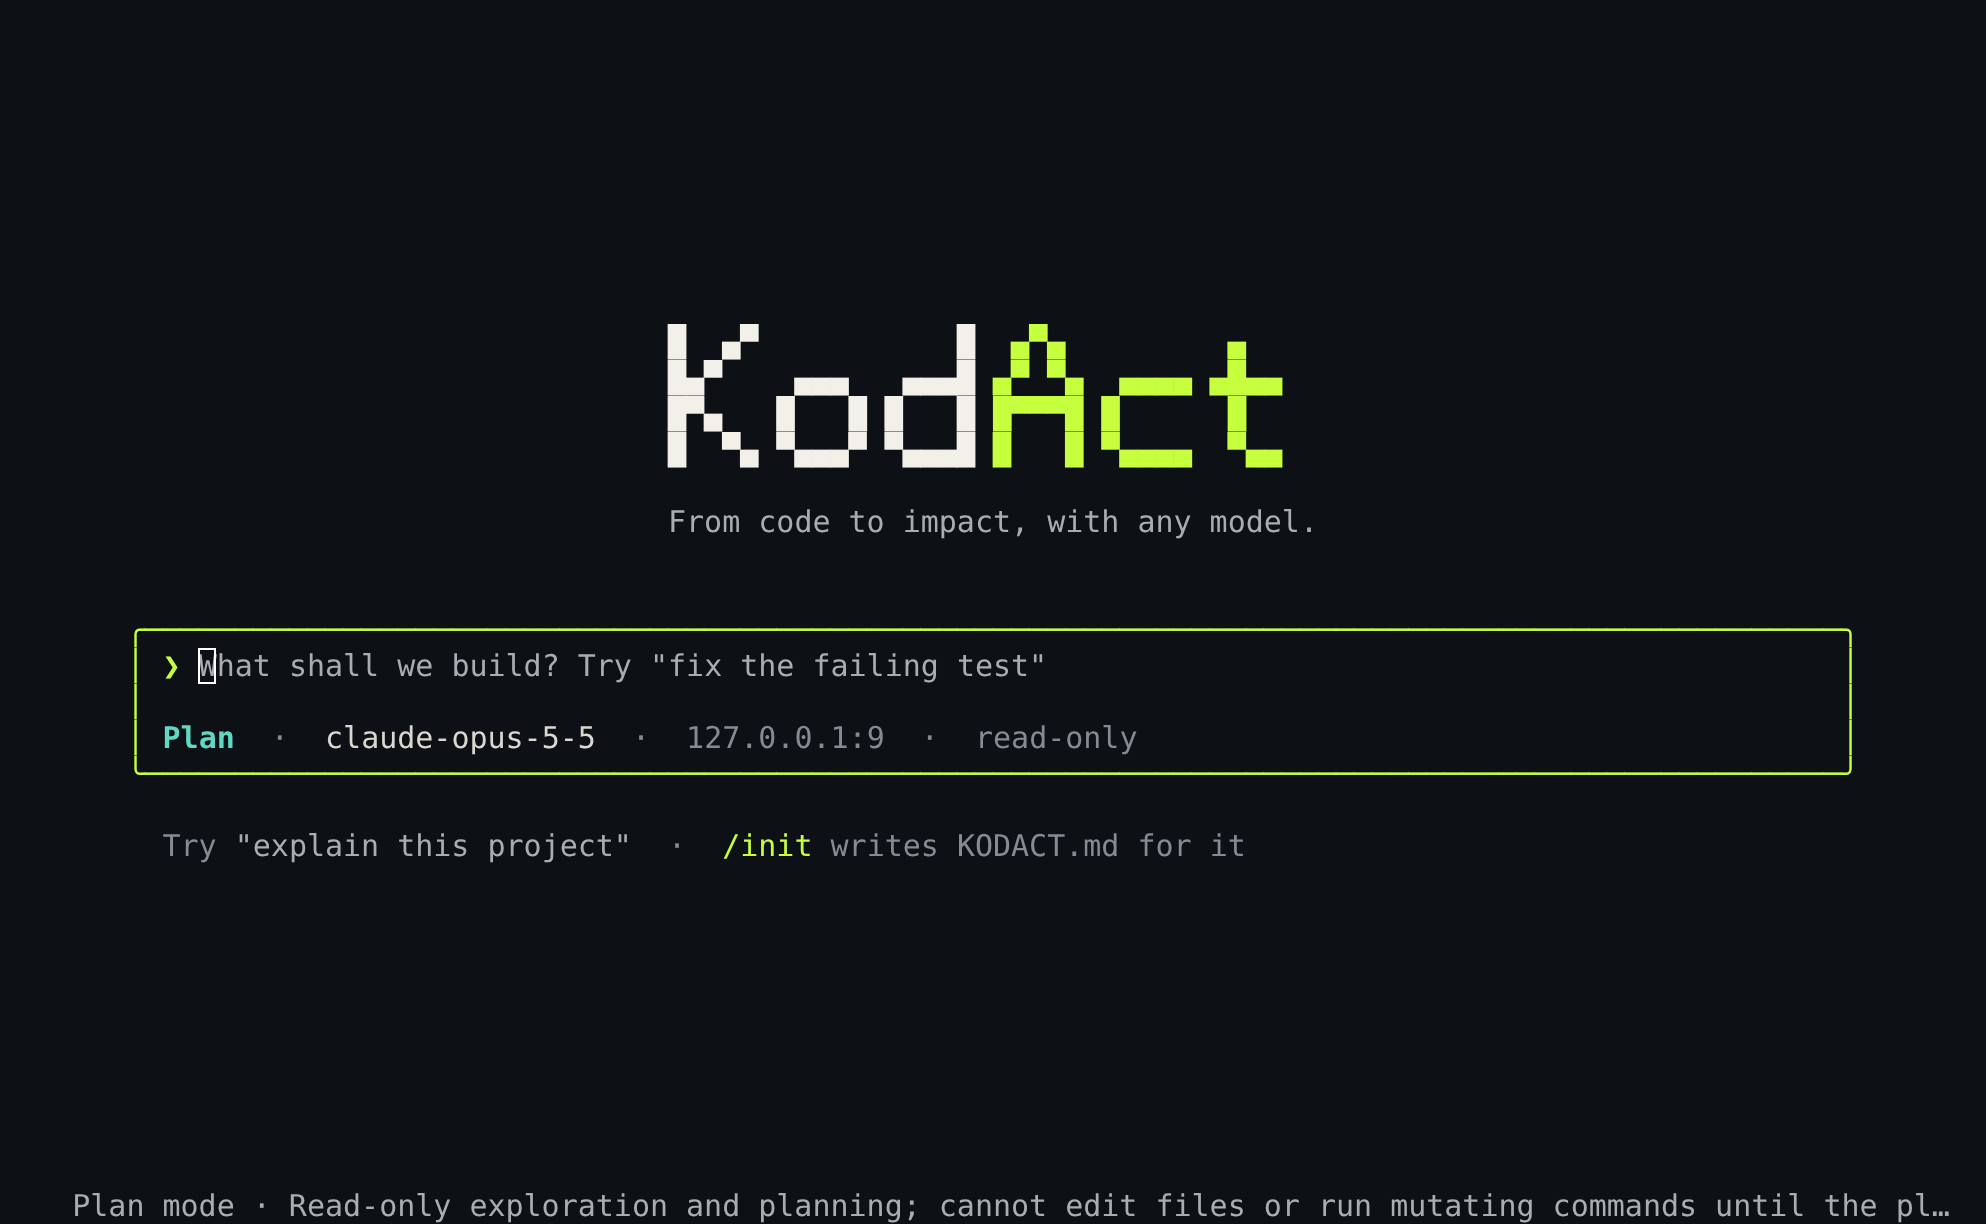 KodAct
From code to impact, with any model.
❯ What shall we build? Try "fix the failing test"
Plan · claude-opus-5-5 · 127.0.0.1:9 · read-only
Try "explain this project" · /init writes KODACT.md for it
Plan mode · Read-only exploration and planning; cannot edit files or run mutating commands until the pl…